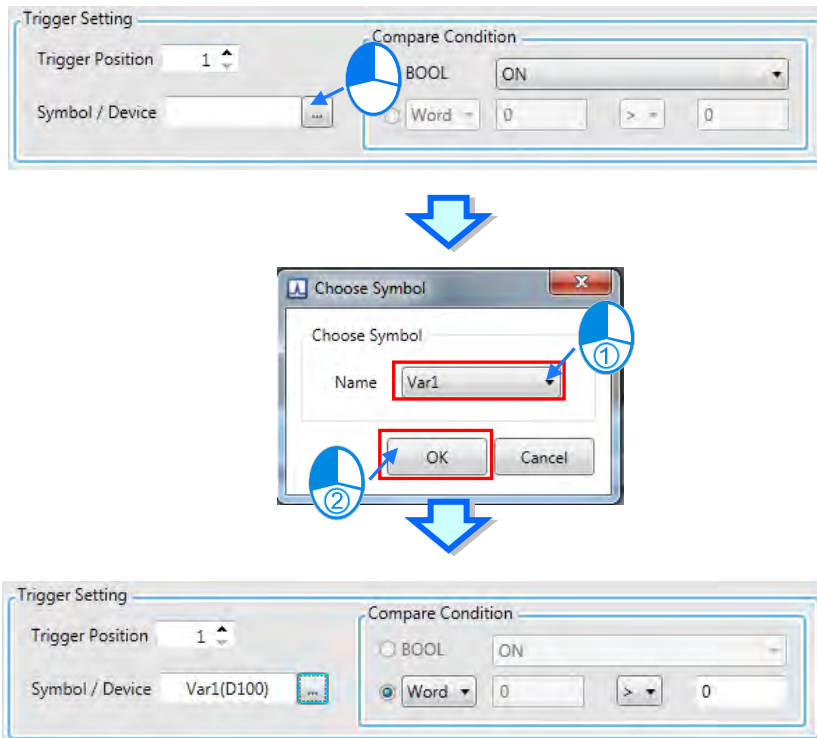 Trigger Setting
Compare Condition
Trigger Position 1
BOOL ON
Symbol / Device ...
Word 0 > 0
Choose Symbol
Choose Symbol
Name Var1
①
OK Cancel
②
Trigger Setting
Compare Condition
Trigger Position 1
BOOL ON
Symbol / Device Var1(D100) ...
Word 0 > 0